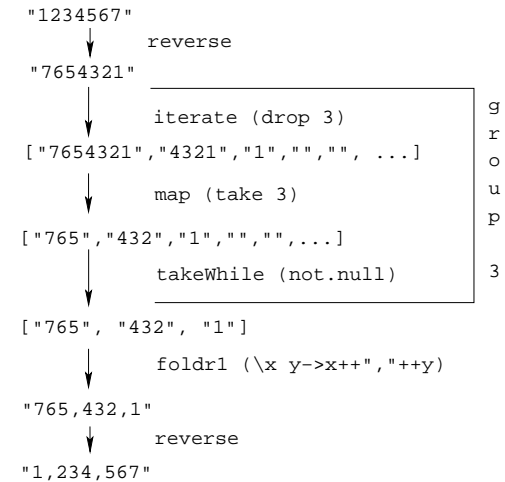 "1234567"
reverse
"7654321"
iterate (drop 3)
["7654321","4321","1","","", ...]
map (take 3)
["765","432","1","","",...]
takeWhile (not.null)
group 3
["765", "432", "1"]
foldr1 (\x y->x++","++y)
"765,432,1"
reverse
"1,234,567"